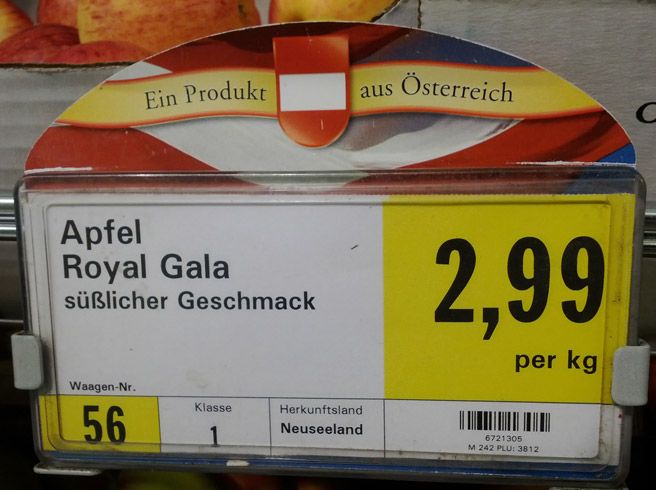 Ein Produkt aus Österreich
Apfel
Royal Gala
süßlicher Geschmack
2,99
per kg
Waagen-Nr.
56
Klasse
1
Herkunftsland
Neuseeland
6721305
M 242 PLU: 3812